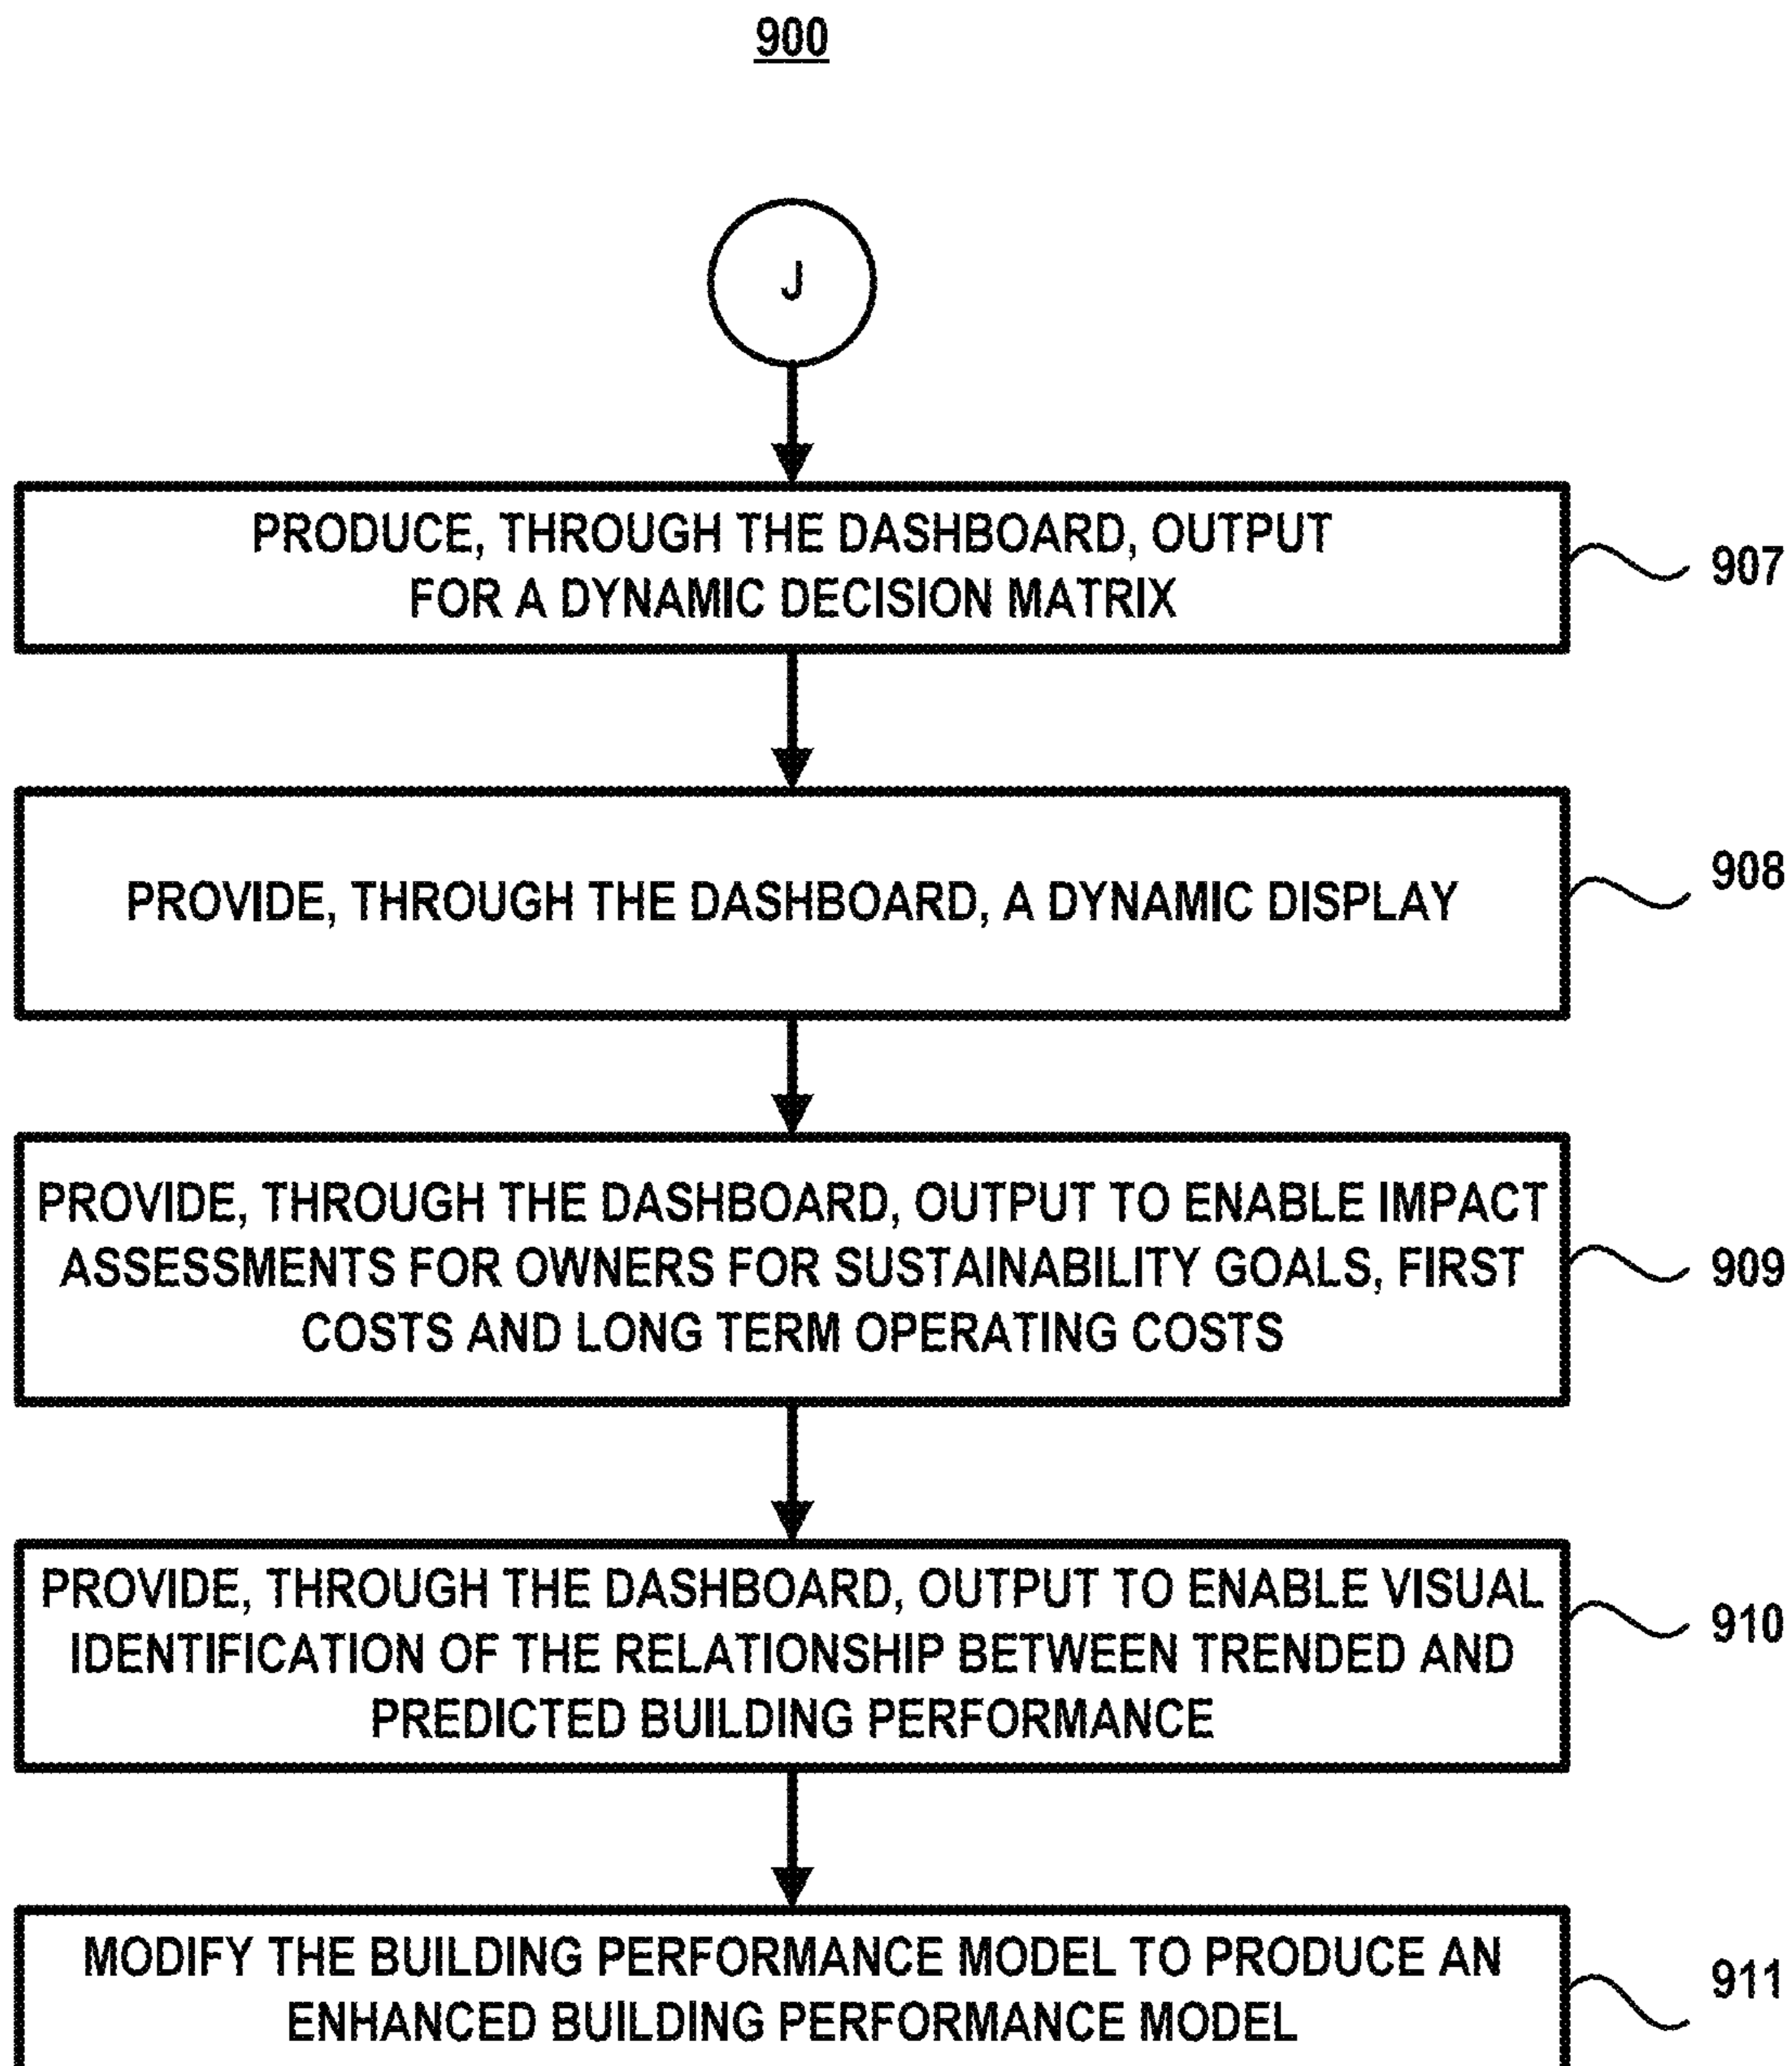 900
J
PRODUCE, THROUGH THE DASHBOARD, OUTPUT
FOR A DYNAMIC DECISION MATRIX
907
PROVIDE, THROUGH THE DASHBOARD, A DYNAMIC DISPLAY
908
PROVIDE, THROUGH THE DASHBOARD, OUTPUT TO ENABLE IMPACT
ASSESSMENTS FOR OWNERS FOR SUSTAINABILITY GOALS, FIRST
COSTS AND LONG TERM OPERATING COSTS
909
PROVIDE, THROUGH THE DASHBOARD, OUTPUT TO ENABLE VISUAL
IDENTIFICATION OF THE RELATIONSHIP BETWEEN TRENDED AND
PREDICTED BUILDING PERFORMANCE
910
MODIFY THE BUILDING PERFORMANCE MODEL TO PRODUCE AN
ENHANCED BUILDING PERFORMANCE MODEL
911